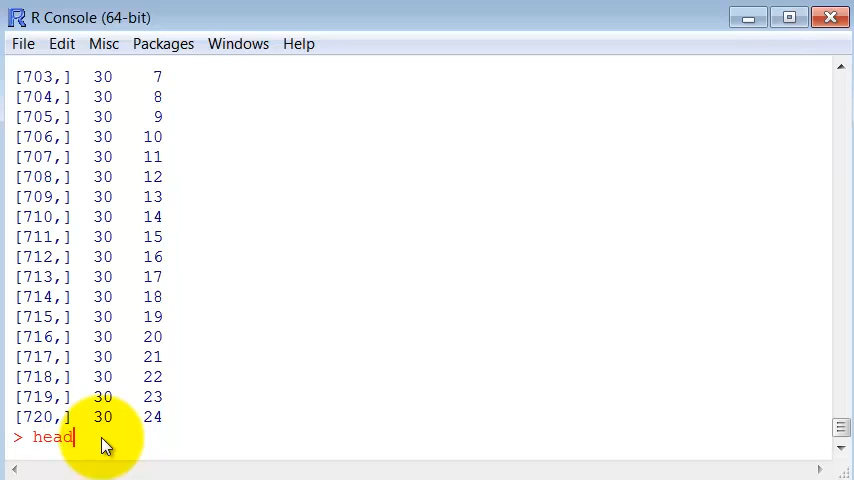 R Console (64-bit)
File Edit Misc Packages Windows Help
[703,] 30 7
[704,] 30 8
[705,] 30 9
[706,] 30 10
[707,] 30 11
[708,] 30 12
[709,] 30 13
[710,] 30 14
[711,] 30 15
[712,] 30 16
[713,] 30 17
[714,] 30 18
[715,] 30 19
[716,] 30 20
[717,] 30 21
[718,] 30 22
[719,] 30 23
[720,] 30 24
> head